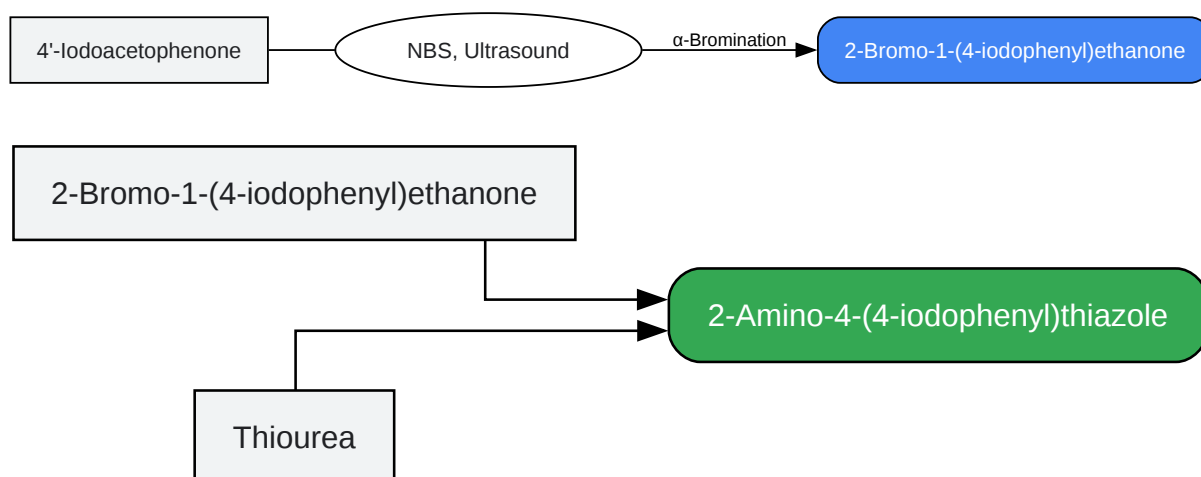 4'-Iodoacetophenone
NBS, Ultrasound
α-Bromination
2-Bromo-1-(4-iodophenyl)ethanone
2-Bromo-1-(4-iodophenyl)ethanone
2-Amino-4-(4-iodophenyl)thiazole
Thiourea